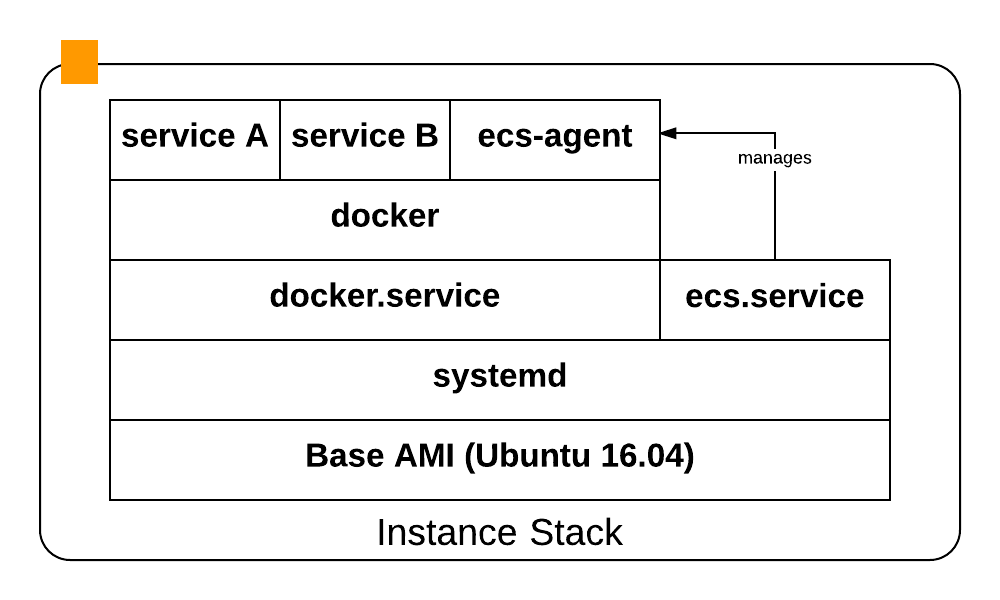 service A
service B
ecs-agent
manages
docker
docker.service
ecs.service
systemd
Base AMI (Ubuntu 16.04)
Instance Stack